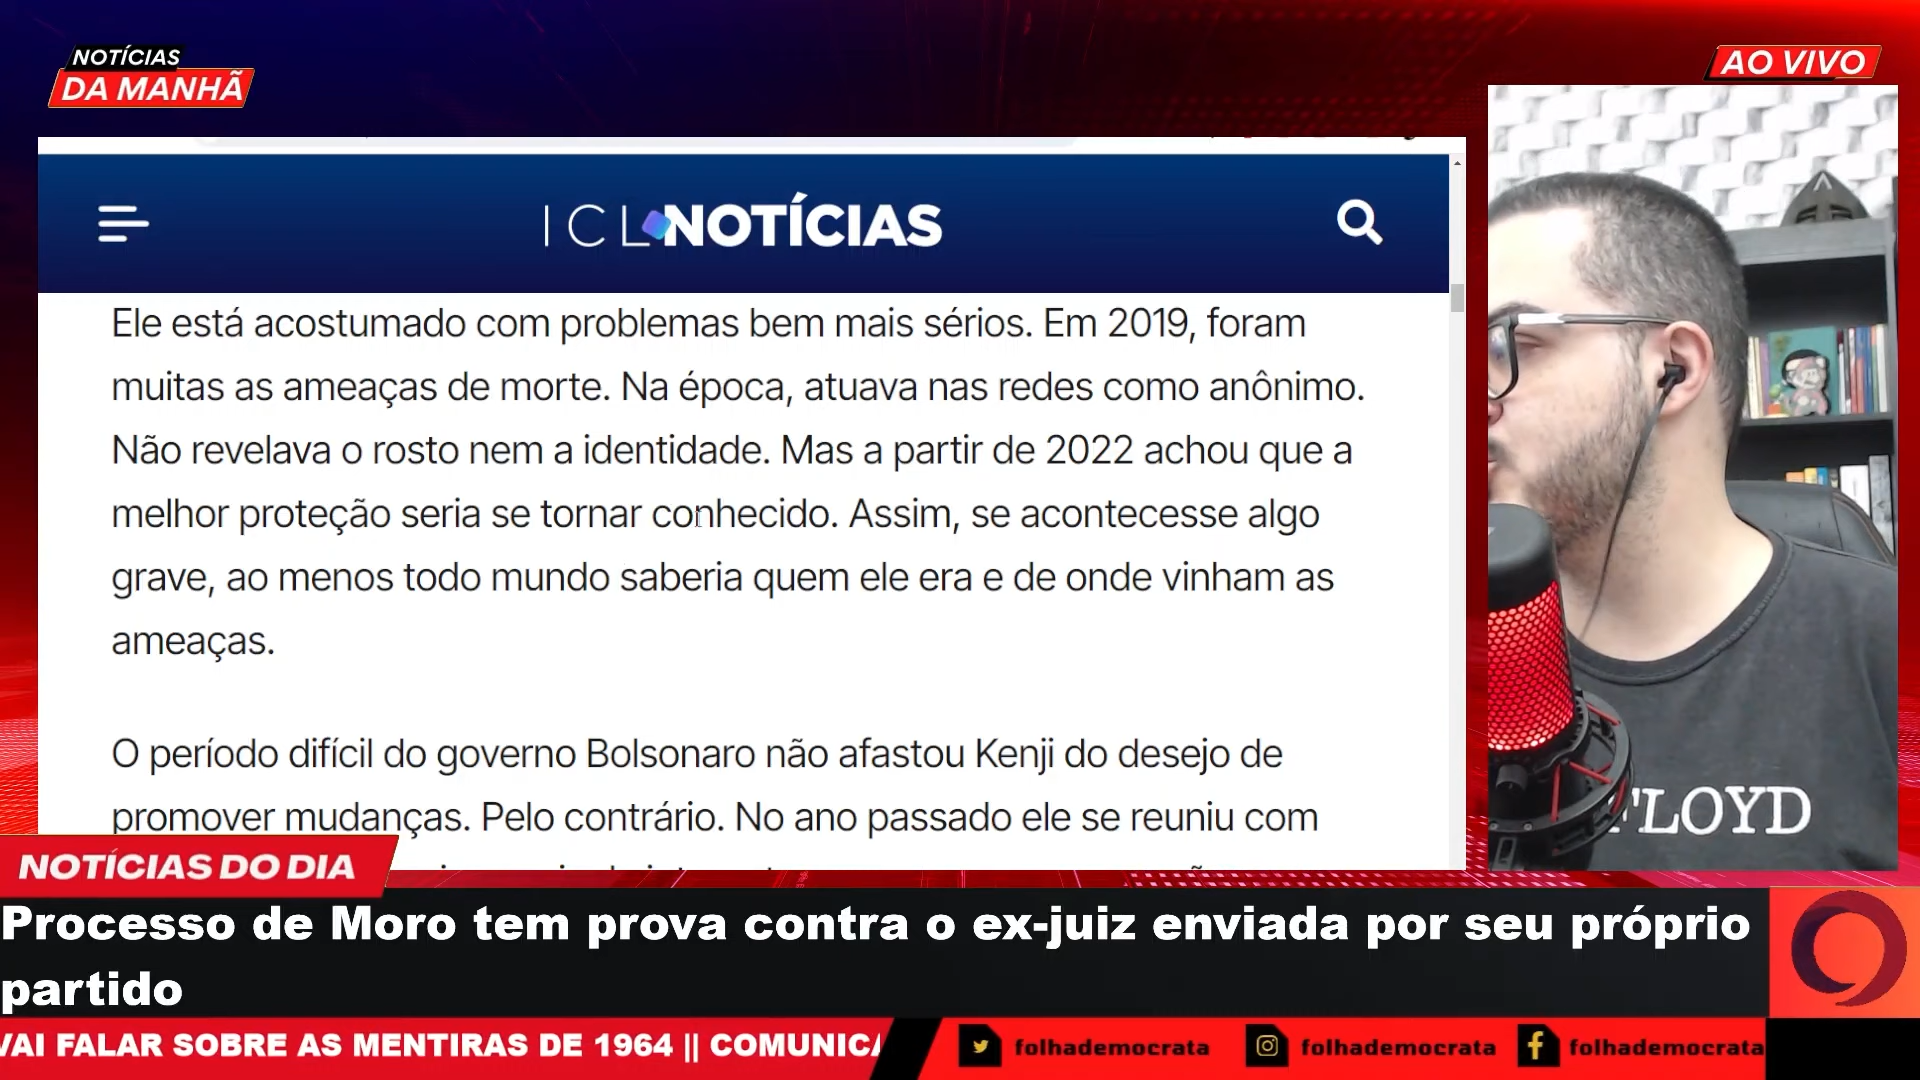 NOTÍCIAS
DA MANHÃ
AO VIVO
ICL NOTÍCIAS
Ele está acostumado com problemas bem mais sérios. Em 2019, foram
muitas as ameaças de morte. Na época, atuava nas redes como anônimo.
Não revelava o rosto nem a identidade. Mas a partir de 2022 achou que a
melhor proteção seria se tornar conhecido. Assim, se acontecesse algo
grave, ao menos todo mundo saberia quem ele era e de onde vinham as
ameaças.
O período difícil do governo Bolsonaro não afastou Kenji do desejo de
promover mudanças. Pelo contrário. No ano passado ele se reuniu com
FLOYD
NOTÍCIAS DO DIA
Processo de Moro tem prova contra o ex-juiz enviada por seu próprio
partido
VAI FALAR SOBRE AS MENTIRAS DE 1964 || COMUNICA
folhademocrata
folhademocrata
folhademocrata